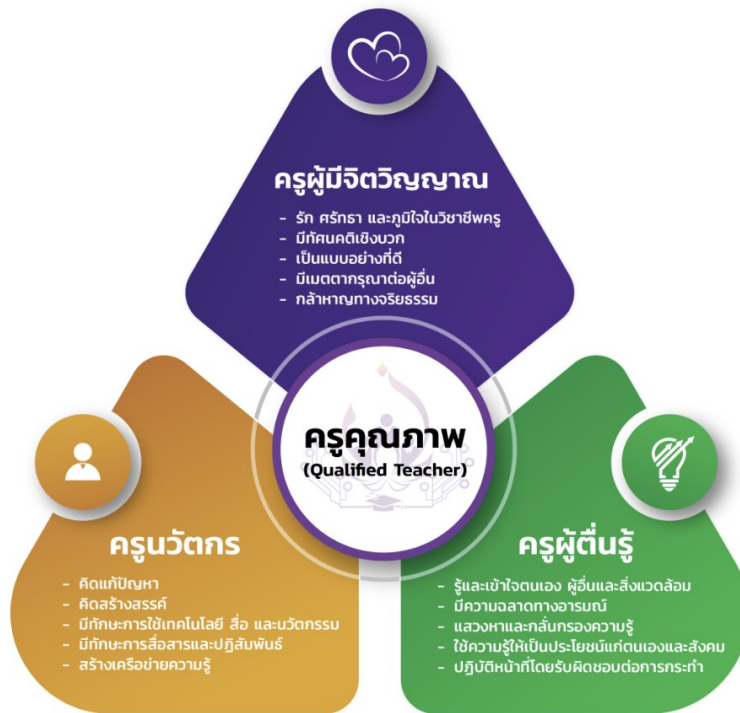 ครูผู้มีจิตวิญญาณ
- รัก ศรัทธา และภูมิใจในวิชาชีพครู
- มีทัศนคติเชิงบวก
- เป็นแบบอย่างที่ดี
- มีเมตตากรุณาต่อผู้อื่น
- กล้าหาญทางจริยธรรม
ครูคุณภาพ
(Qualified Teacher)
ครูนวัตกร
- คิดแก้ปัญหา
- คิดสร้างสรรค์
- มีทักษะการใช้เทคโนโลยี สื่อ และนวัตกรรม
- มีทักษะการสื่อสารและปฏิสัมพันธ์
- สร้างเครือข่ายความรู้
ครูผู้ตื่นรู้
- รู้และเข้าใจตนเอง ผู้อื่นและสิ่งแวดล้อม
- มีความฉลาดทางอารมณ์
- แสวงหาและกลั่นกรองความรู้
- ใช้ความรู้ให้เป็นประโยชน์แก่ตนเองและสังคม
- ปฏิบัติหน้าที่โดยรับผิดชอบต่อการกระทำ